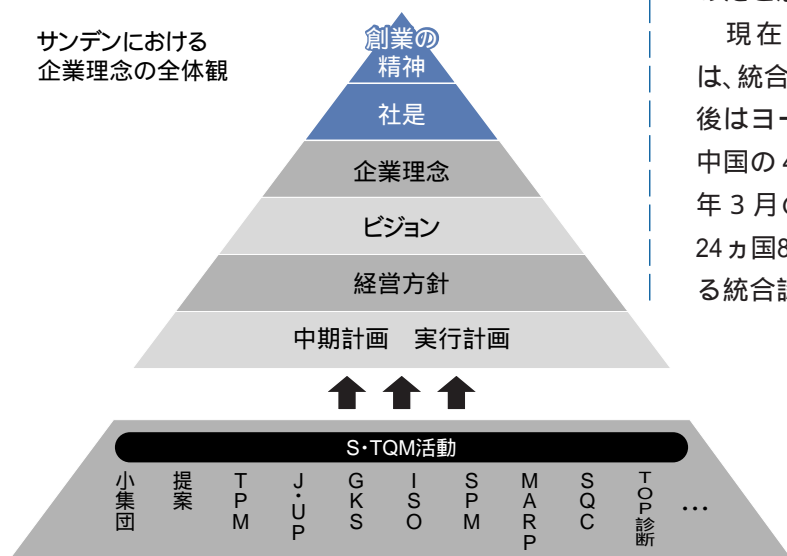 サンデンにおける
企業理念の全体観
創業の
精神
社是
企業理念
ビジョン
経営方針
中期計画 実行計画
S・TQM活動
小集団
提案
TPM
J・UP
GKS
ISO
SPM
MARP
SQC
TOP診断
…
現在
は、統合
後はヨー
中国の4
年3月
24ヵ国8
る統合